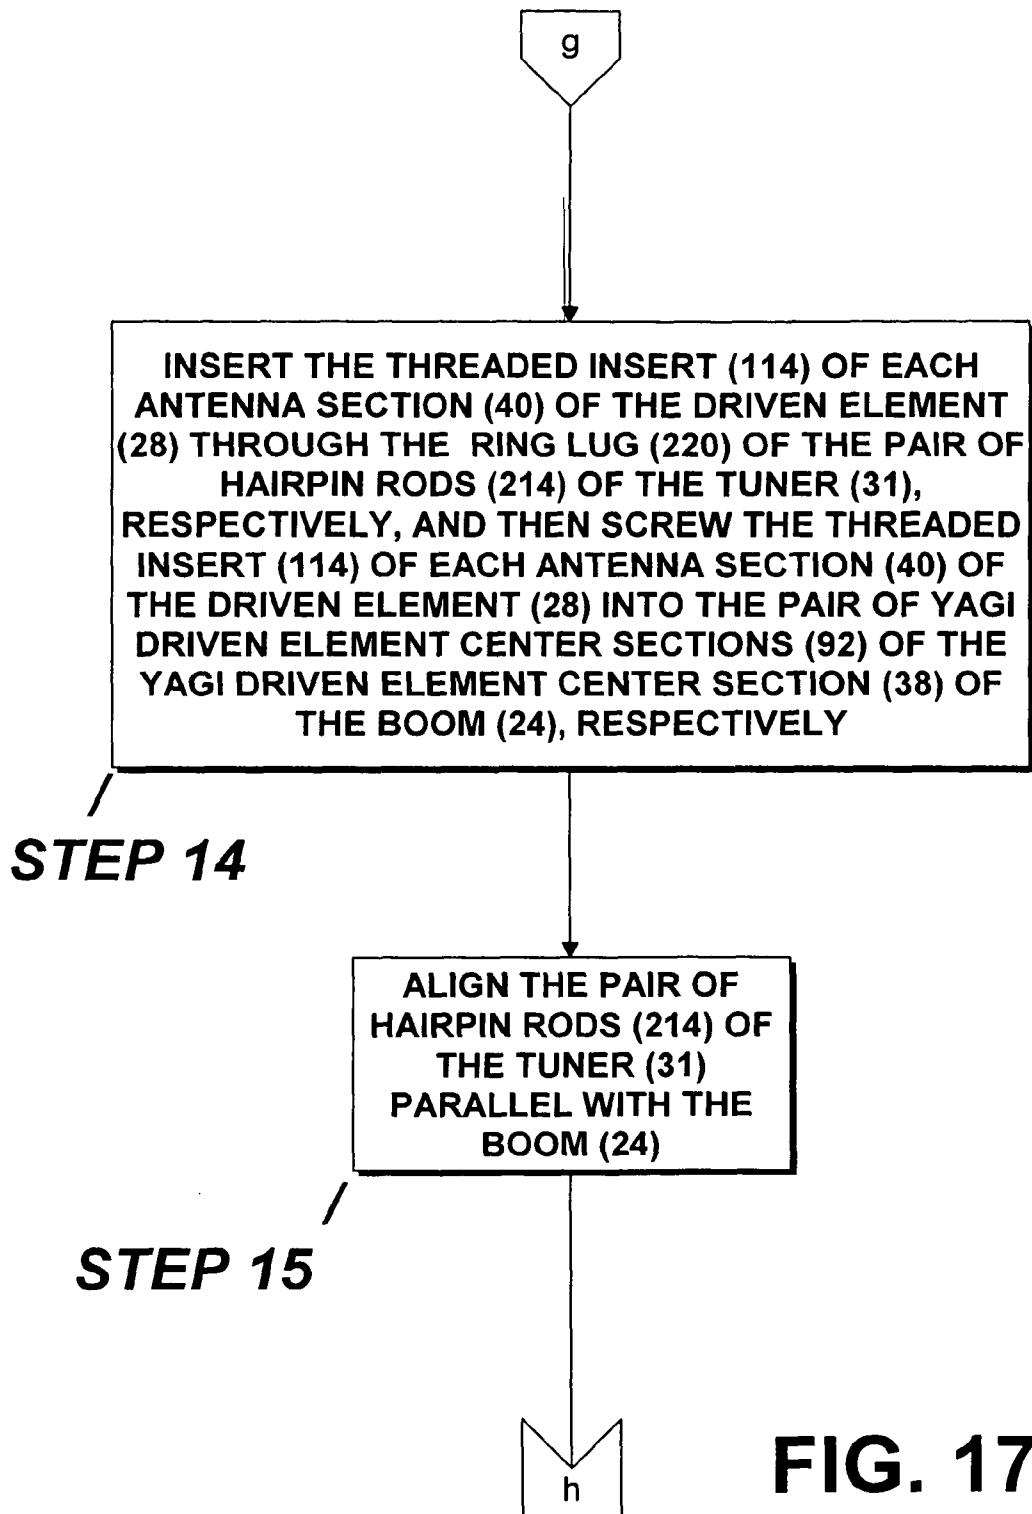 g
INSERT THE THREADED INSERT (114) OF EACH
ANTENNA SECTION (40) OF THE DRIVEN ELEMENT
(28) THROUGH THE RING LUG (220) OF THE PAIR OF
HAIRPIN RODS (214) OF THE TUNER (31),
RESPECTIVELY, AND THEN SCREW THE THREADED
INSERT (114) OF EACH ANTENNA SECTION (40) OF
THE DRIVEN ELEMENT (28) INTO THE PAIR OF YAGI
DRIVEN ELEMENT CENTER SECTIONS (92) OF THE
YAGI DRIVEN ELEMENT CENTER SECTION (38) OF
THE BOOM (24), RESPECTIVELY
STEP 14
ALIGN THE PAIR OF
HAIRPIN RODS (214) OF
THE TUNER (31)
PARALLEL WITH THE
BOOM (24)
STEP 15
h
FIG. 17